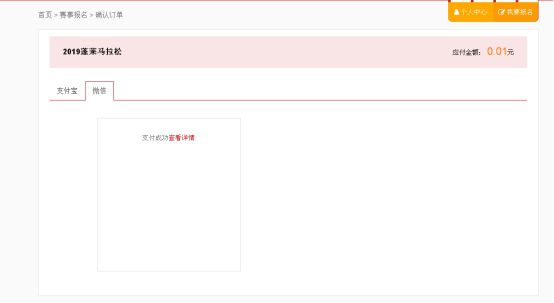 个人中心 我要报名
首页 > 赛事报名 > 确认订单
2019蓬莱马拉松 应付金额： 0.01元
支付宝 微信
支付成功查看详情